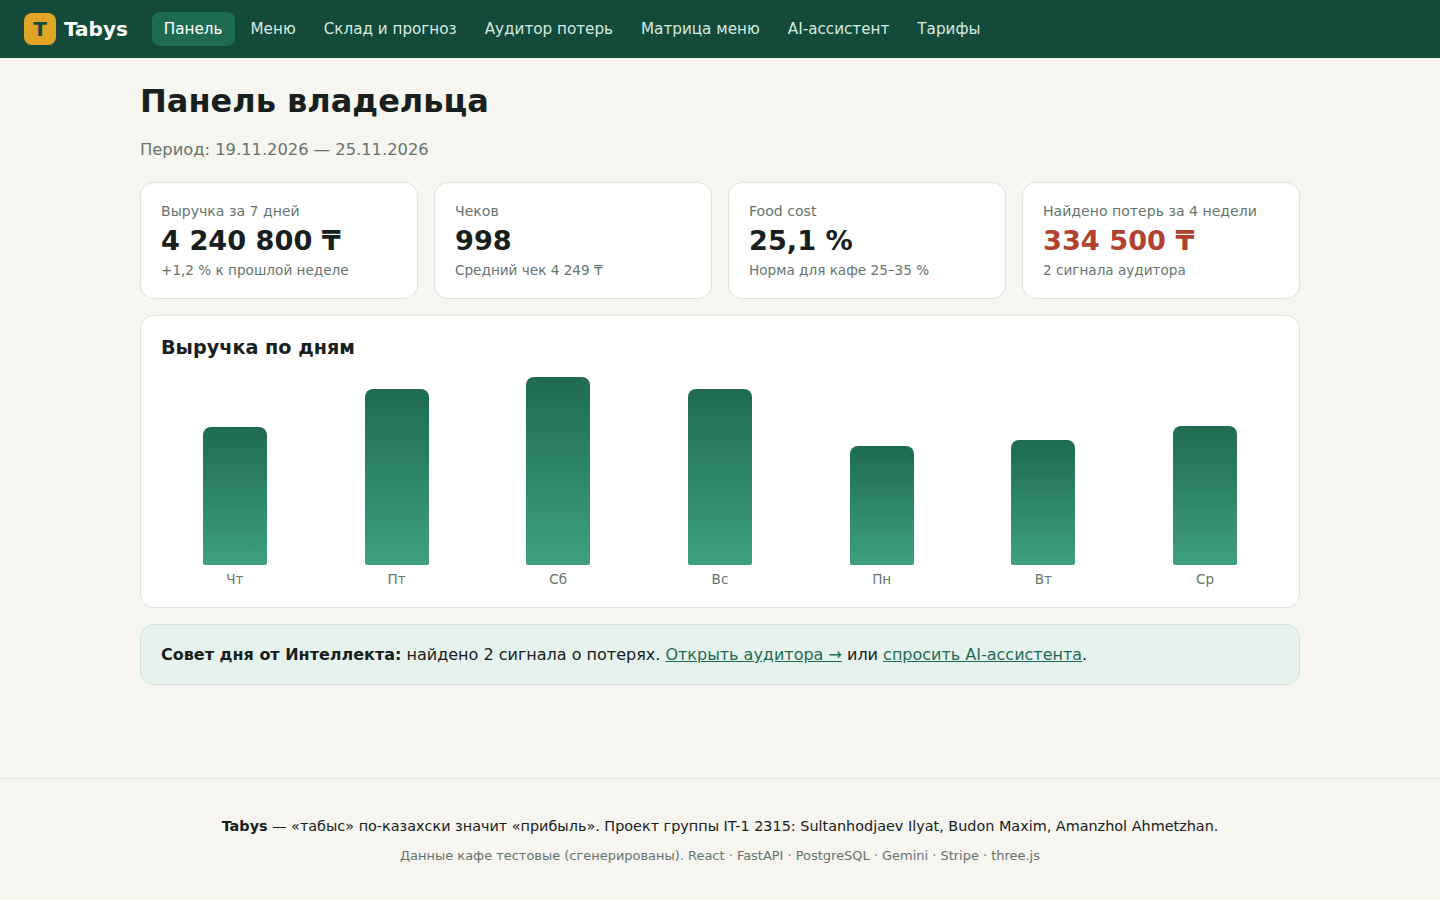 T Tabys Панель Меню Склад и прогноз Аудитор потерь Матрица меню AI-ассистент Тарифы
Панель владельца
Период: 19.11.2026 — 25.11.2026
Выручка за 7 дней
4 240 800 ₸
+1,2 % к прошлой неделе
Чеков
998
Средний чек 4 249 ₸
Food cost
25,1 %
Норма для кафе 25–35 %
Найдено потерь за 4 недели
334 500 ₸
2 сигнала аудитора
Выручка по дням
Чт Пт Сб Вс Пн Вт Ср
Совет дня от Интеллекта: найдено 2 сигнала о потерях. Открыть аудитора → или спросить AI-ассистента.
Tabys — «табыс» по-казахски значит «прибыль». Проект группы IT-1 2315: Sultanhodjaev Ilyat, Budon Maxim, Amanzhol Ahmetzhan.
Данные кафе тестовые (сгенерированы). React · FastAPI · PostgreSQL · Gemini · Stripe · three.js